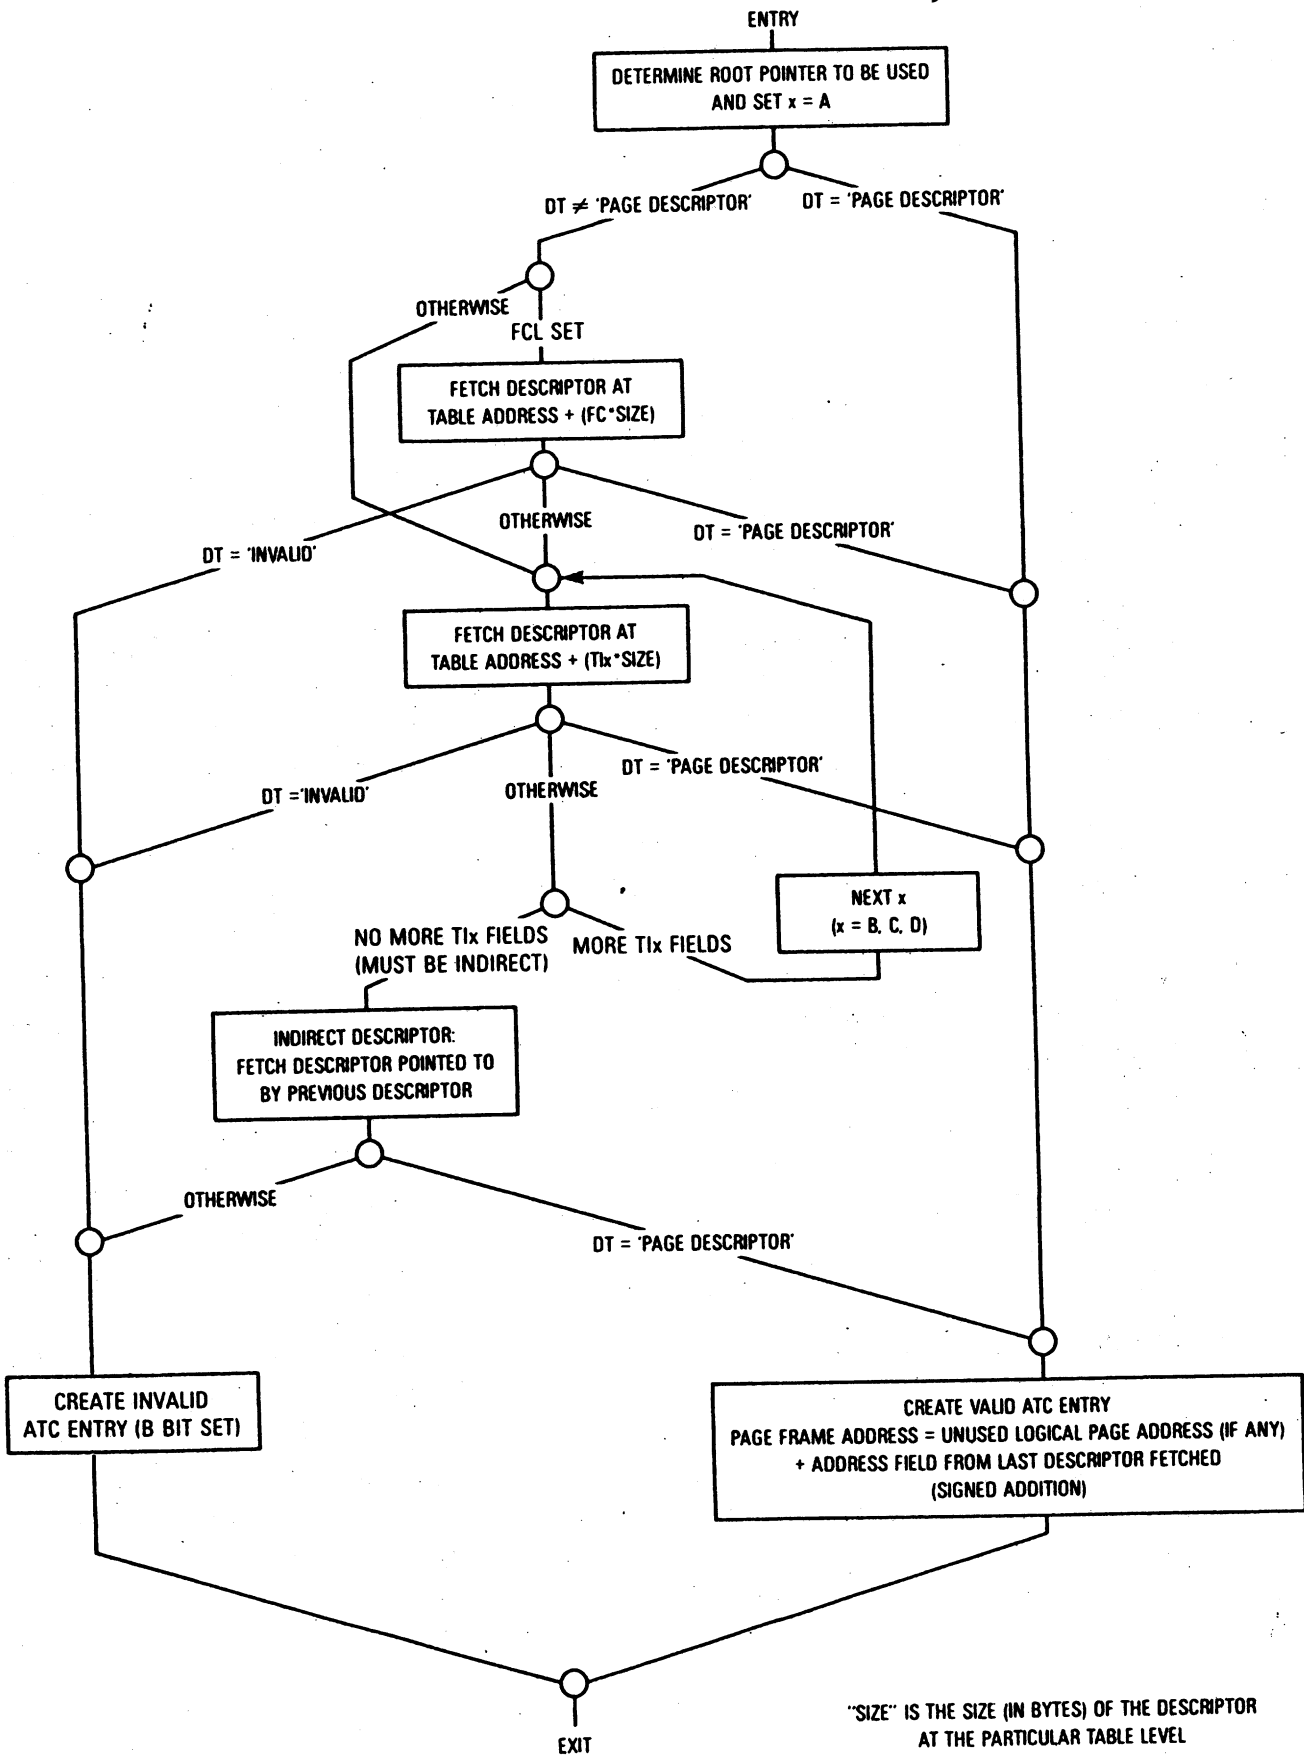 ENTRY
DETERMINE ROOT POINTER TO BE USED
AND SET x = A
DT ≠ 'PAGE DESCRIPTOR'
DT = 'PAGE DESCRIPTOR'
OTHERWISE
FCL SET
FETCH DESCRIPTOR AT
TABLE ADDRESS + (FC*SIZE)
OTHERWISE
DT = 'PAGE DESCRIPTOR'
DT = 'INVALID'
FETCH DESCRIPTOR AT
TABLE ADDRESS + (TIx*SIZE)
DT = 'PAGE DESCRIPTOR'
DT ='INVALID'
OTHERWISE
NEXT x
(x = B, C, D)
NO MORE TIx FIELDS
(MUST BE INDIRECT)
MORE TIx FIELDS
INDIRECT DESCRIPTOR:
FETCH DESCRIPTOR POINTED TO
BY PREVIOUS DESCRIPTOR
OTHERWISE
DT = 'PAGE DESCRIPTOR'
CREATE INVALID
ATC ENTRY (B BIT SET)
CREATE VALID ATC ENTRY
PAGE FRAME ADDRESS = UNUSED LOGICAL PAGE ADDRESS (IF ANY)
+ ADDRESS FIELD FROM LAST DESCRIPTOR FETCHED
(SIGNED ADDITION)
EXIT
"SIZE" IS THE SIZE (IN BYTES) OF THE DESCRIPTOR
AT THE PARTICULAR TABLE LEVEL